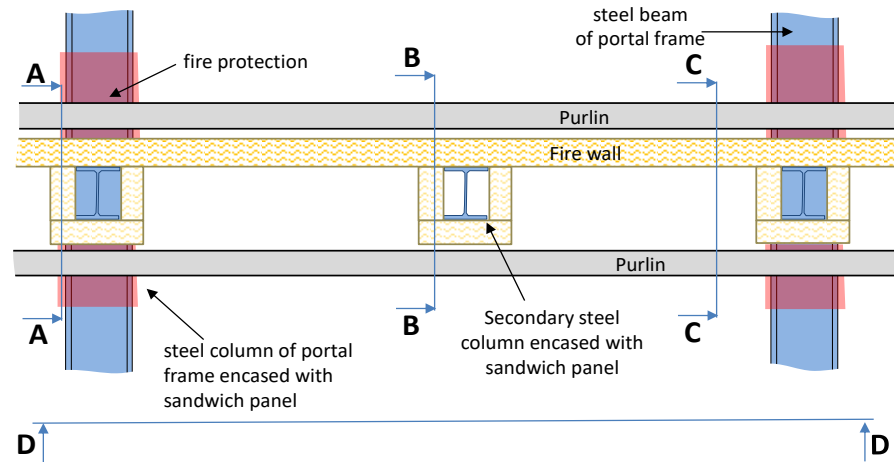 steel beam
of portal frame
fire protection
A
B
C
Purlin
Fire wall
Purlin
A
B
C
Secondary steel
column encased with
sandwich panel
steel column of portal
frame encased with
sandwich panel
D
D